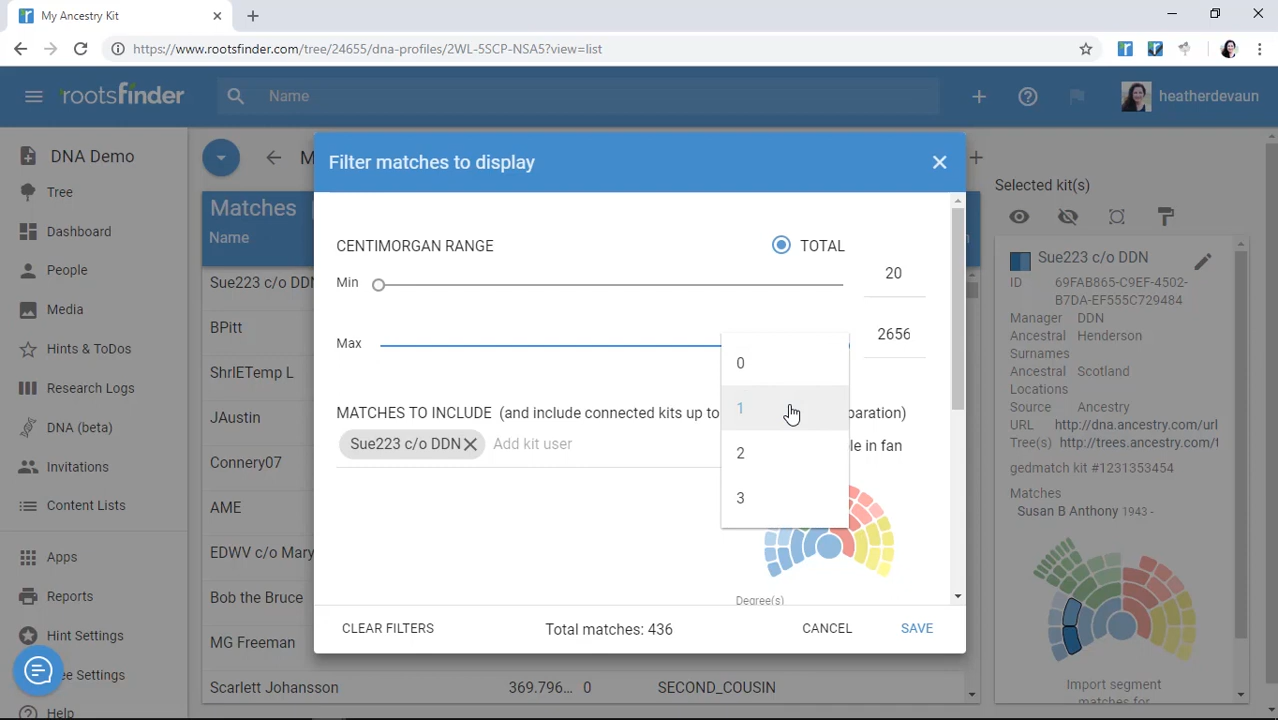 My Ancestry Kit
https://www.rootsfinder.com/tree/24655/dna-profiles/2WL-5SCP-NSA5?view=list
rootsfinder
Name
heatherdevaun
DNA Demo
Tree
Dashboard
People
Media
Hints & ToDos
Research Logs
DNA (beta)
Invitations
Content Lists
Apps
Reports
Hint Settings
Settings
Help
Matches
Name
Sue223 c/o DDN
BPitt
ShrlETemp L
JAustin
Connery07
AME
EDWV c/o Mary
Bob the Bruce
MG Freeman
Scarlett Johansson 369.796... 0 SECOND_COUSIN
Filter matches to display
CENTIMORGAN RANGE TOTAL
Min 20
Max 2656
MATCHES TO INCLUDE (and include connected kits up to
Sue223 c/o DDN Add kit user
in fan
0
1
2
3
Degree(s)
CLEAR FILTERS Total matches: 436 CANCEL SAVE
Selected kit(s)
Sue223 c/o DDN
ID 69FAB865-C9EF-4502-
B7DA-EF555C729484
Manager DDN
Ancestral Henderson
Surnames
Ancestral Scotland
Locations
Source Ancestry
URL http://dna.ancestry.com/url
Tree(s) http://trees.ancestry.com/t
gedmatch kit #1231353454
Matches
Susan B Anthony 1943 -
Import segment
matches for